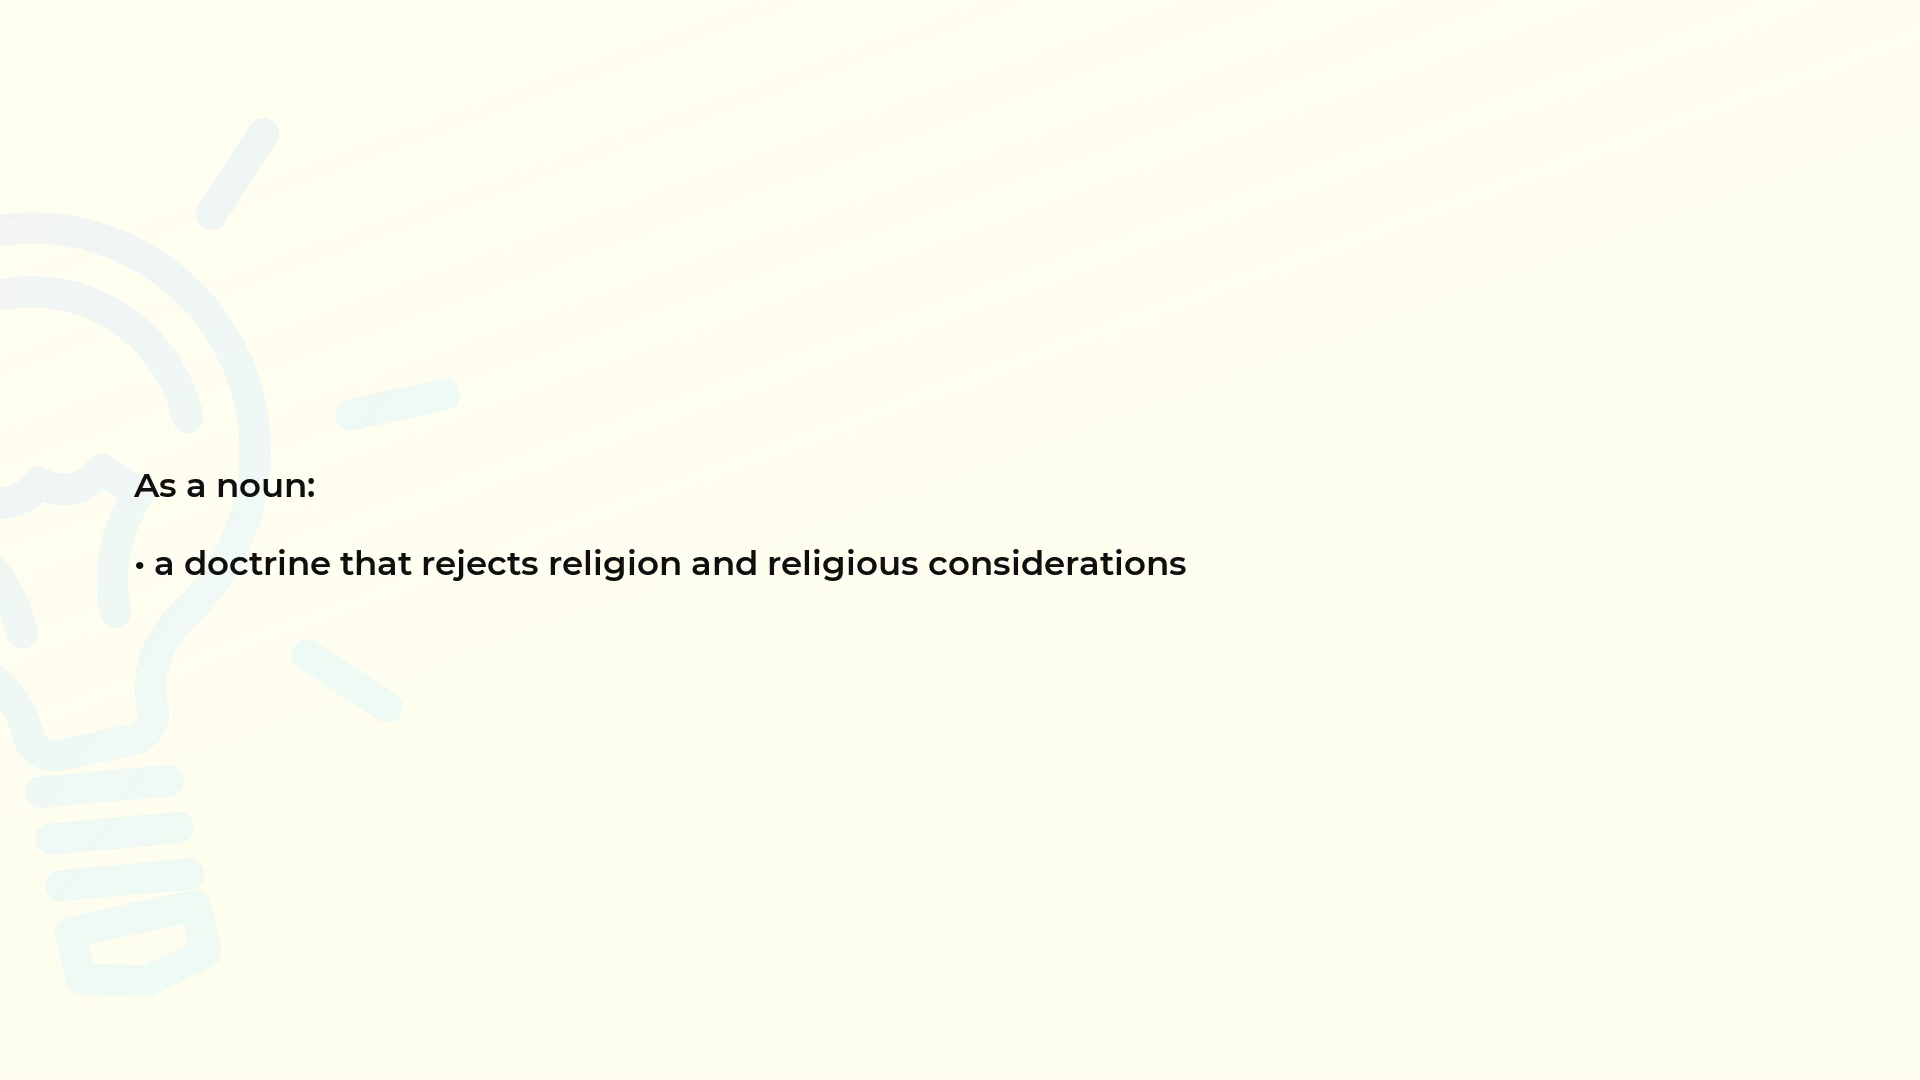 As a noun:
• a doctrine that rejects religion and religious considerations